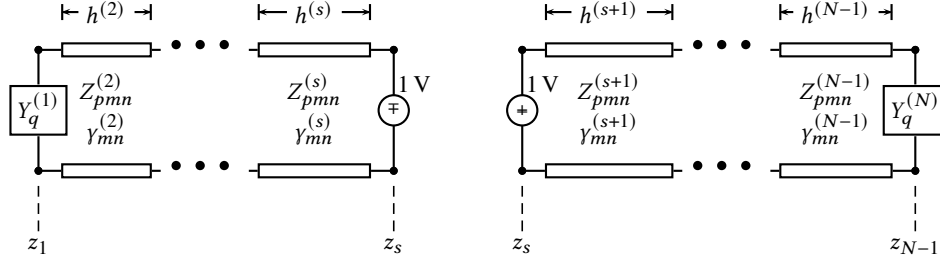 h^(2) h^(s) h^(s+1) h^(N−1)
1 V 1 V
Z_pmn^(2) Z_pmn^(s) Z_pmn^(s+1) Z_pmn^(N−1)
Y_q^(1) ∓ ± Y_q^(N)
γ_mn^(2) γ_mn^(s) γ_mn^(s+1) γ_mn^(N−1)
z_1 z_s z_s z_N−1